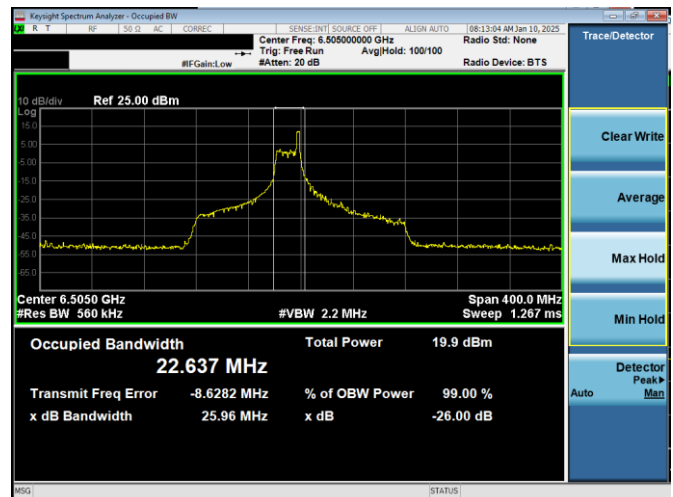 Keysight Spectrum Analyzer - Occupied BW
LXI R T RF 50 Ω AC CORREC SENSE:INT SOURCE OFF ALIGN AUTO 08:13:04 AM Jan 10, 2025
Center Freq: 6.505000000 GHz Radio Std: None
Trig: Free Run Avg|Hold: 100/100
#IFGain:Low #Atten: 20 dB Radio Device: BTS
Trace/Detector
10 dB/div Ref 25.00 dBm
Log
15.0
5.00
-5.00
-15.0
-25.0
-35.0
-45.0
-55.0
-65.0
Center 6.5050 GHz Span 400.0 MHz
#Res BW 560 kHz #VBW 2.2 MHz Sweep 1.267 ms
Occupied Bandwidth Total Power 19.9 dBm
22.637 MHz
Transmit Freq Error -8.6282 MHz % of OBW Power 99.00 %
x dB Bandwidth 25.96 MHz x dB -26.00 dB
Clear Write
Average
Max Hold
Min Hold
Detector
Peak▶
Auto Man
MSG STATUS